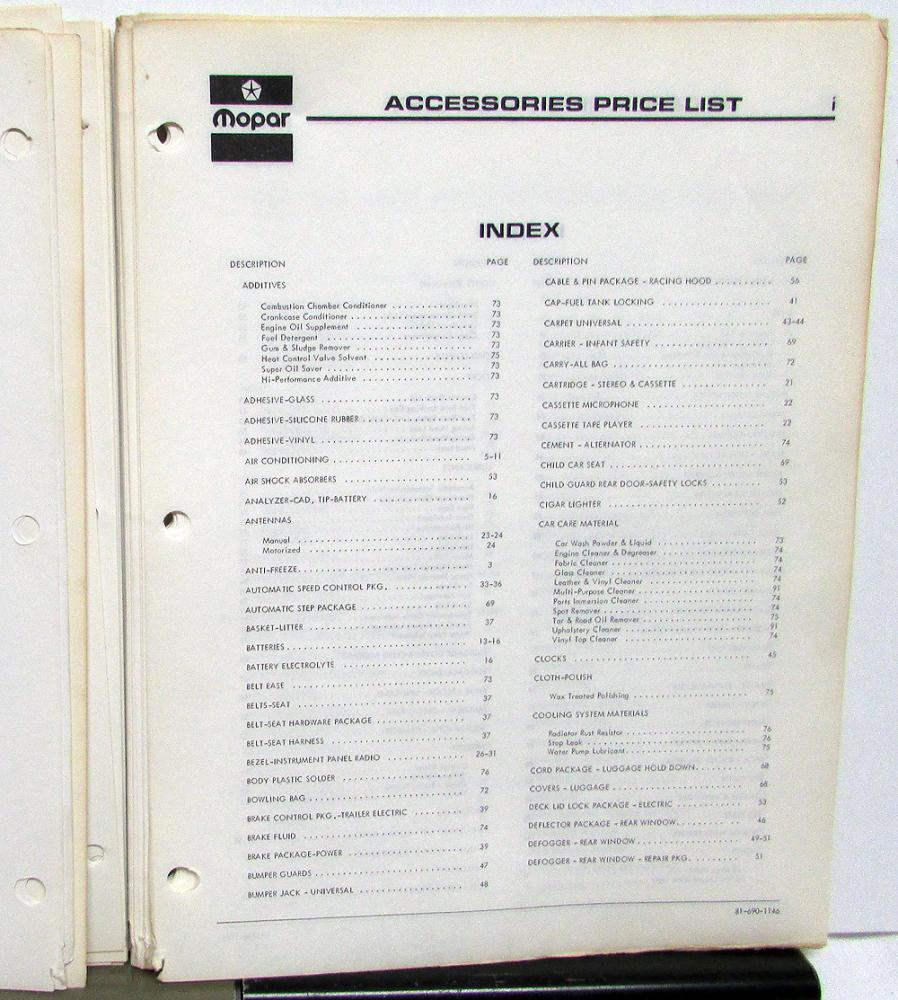 Mopar
ACCESSORIES PRICE LIST i
INDEX
DESCRIPTION PAGE
ADDITIVES
Combustion Chamber Conditioner 73
Crankcase Conditioner 73
Engine Oil Supplement 73
Fuel Detergent 73
Gum & Sludge Remover 73
Heat Control Valve Solvent 75
Super Oil Saver 73
Hi-Performance Additive 73
ADHESIVE-GLASS 73
ADHESIVE-SILICONE RUBBER 73
ADHESIVE-VINYL 73
AIR CONDITIONING 5-11
AIR SHOCK ABSORBERS 53
ANALYZER-CAD, TIP-BATTERY 16
ANTENNAS
Manual 23-24
Motorized 24
ANTI-FREEZE 3
AUTOMATIC SPEED CONTROL PKG. 33-36
AUTOMATIC STEP PACKAGE 69
BASKET-LITTER 37
BATTERIES 13-16
BATTERY ELECTROLYTE 16
BELT EASE 73
BELTS-SEAT 37
BELT-SEAT HARDWARE PACKAGE 37
BELT-SEAT HARNESS 37
BEZEL-INSTRUMENT PANEL RADIO 26-31
BODY PLASTIC SOLDER 76
BOWLING BAG 72
BRAKE CONTROL PKG.-TRAILER ELECTRIC 39
BRAKE FLUID 74
BRAKE PACKAGE-POWER 39
BUMPER GUARDS 47
BUMPER JACK - UNIVERSAL 48
DESCRIPTION PAGE
CABLE & PIN PACKAGE - RACING HOOD 56
CAP-FUEL TANK LOCKING 41
CARPET UNIVERSAL 43-44
CARRIER - INFANT SAFETY 69
CARRY-ALL BAG 72
CARTRIDGE - STEREO & CASSETTE 21
CASSETTE MICROPHONE 22
CASSETTE TAPE PLAYER 22
CEMENT - ALTERNATOR 74
CHILD CAR SEAT 69
CHILD GUARD REAR DOOR-SAFETY LOCKS 53
CIGAR LIGHTER 52
CAR CARE MATERIAL
Car Wash Powder & Liquid 73
Engine Cleaner & Degreaser 74
Fabric Cleaner 74
Glass Cleaner 74
Leather & Vinyl Cleaner 74
Multi-Purpose Cleaner 91
Parts Immersion Cleaner 74
Spot Remover 74
Tar & Road Oil Remover 75
Upholstery Cleaner 91
Vinyl Top Cleaner 74
CLOCKS 45
CLOTH-POLISH
Wax Treated Polishing 75
COOLING SYSTEM MATERIALS
Radiator Rust Resistor 76
Stop Leak 76
Water Pump Lubricant 75
CORD PACKAGE - LUGGAGE HOLD DOWN 68
COVERS - LUGGAGE 68
DECK LID LOCK PACKAGE - ELECTRIC 53
DEFLECTOR PACKAGE - REAR WINDOW 46
DEFOGGER - REAR WINDOW 49-51
DEFOGGER - REAR WINDOW - REPAIR PKG. 51
81-690-1146